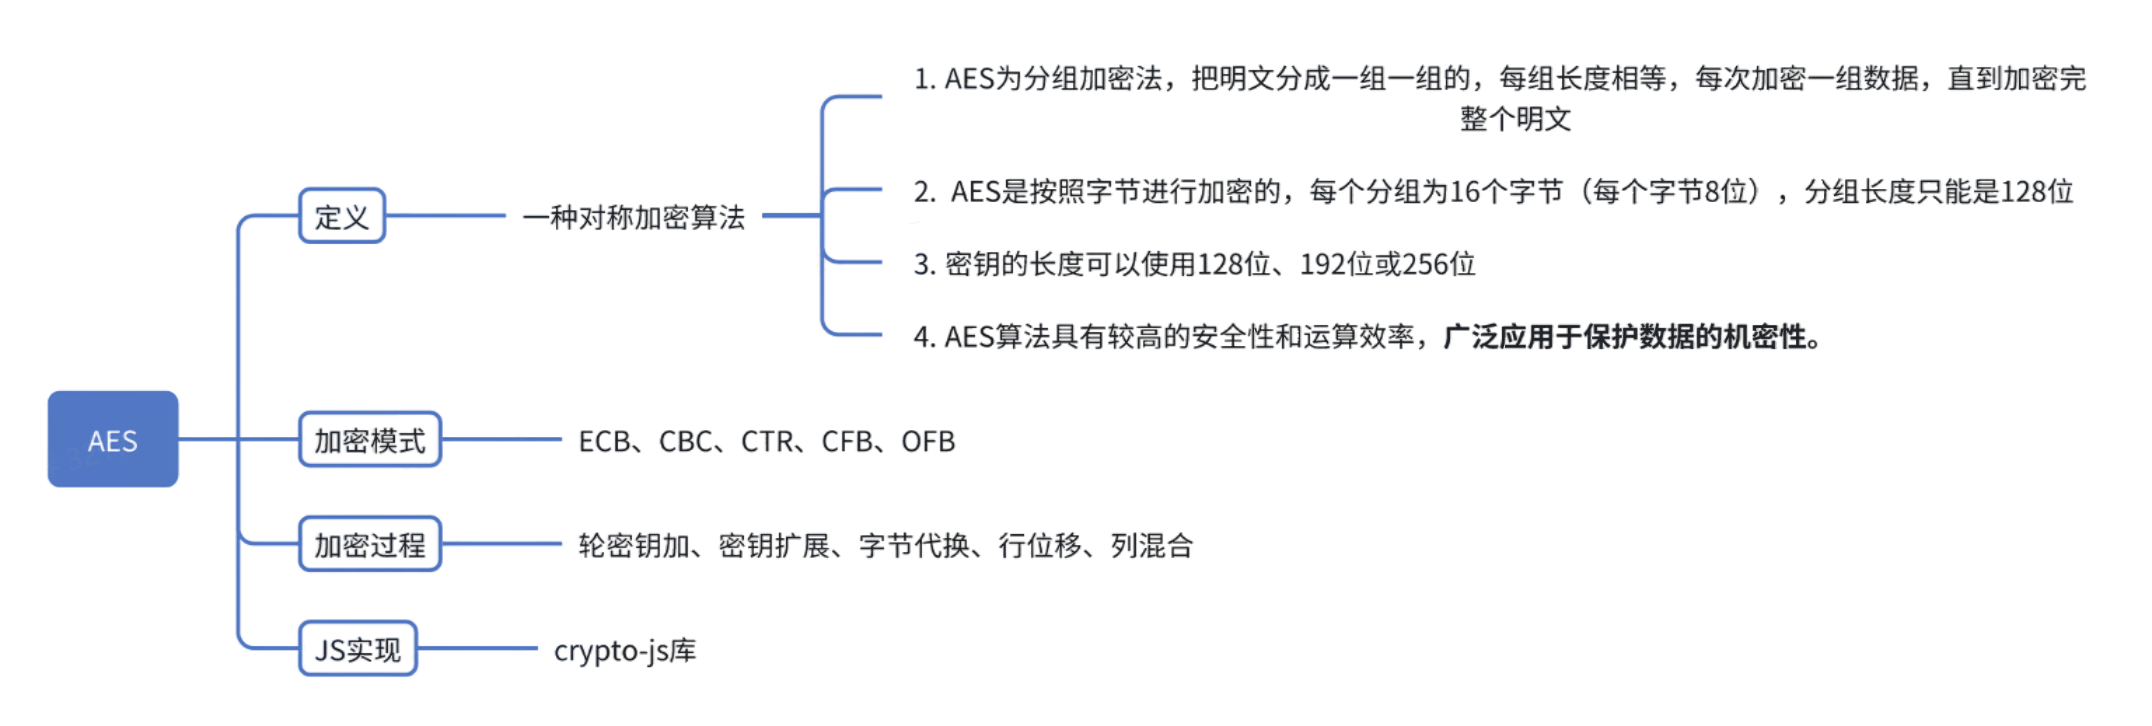 1. AES为分组加密法，把明文分成一组一组的，每组长度相等，每次加密一组数据，直到加密完
整个明文
2. AES是按照字节进行加密的，每个分组为16个字节（每个字节8位），分组长度只能是128位
定义
一种对称加密算法
3. 密钥的长度可以使用128位、192位或256位
4. AES算法具有较高的安全性和运算效率，广泛应用于保护数据的机密性。
AES
加密模式
ECB、CBC、CTR、CFB、OFB
加密过程
轮密钥加、密钥扩展、字节代换、行位移、列混合
JS实现
crypto-js库